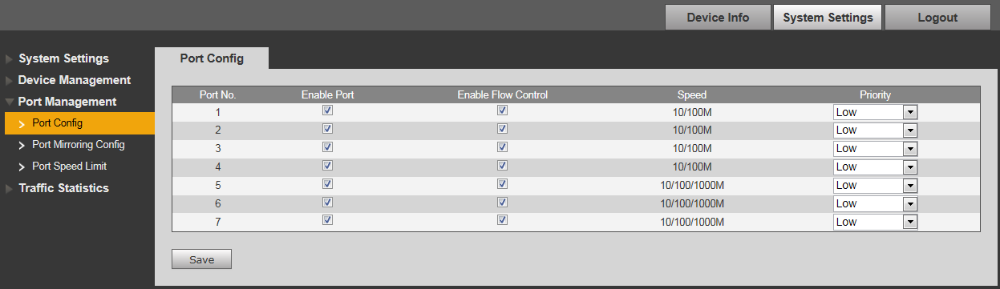 Device Info System Settings Logout
System Settings
Device Management
Port Management
Port Config
Port Mirroring Config
Port Speed Limit
Traffic Statistics
Port Config
Port No. Enable Port Enable Flow Control Speed Priority
1 10/100M Low
2 10/100M Low
3 10/100M Low
4 10/100M Low
5 10/100/1000M Low
6 10/100/1000M Low
7 10/100/1000M Low
Save